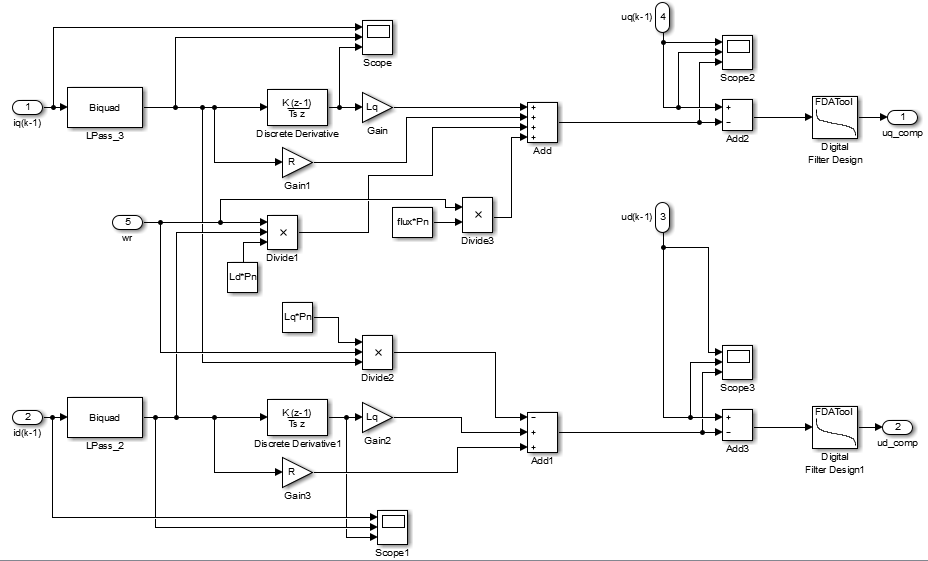 uq(k-1)
4
Scope
Scope2
1
iq(k-1)
Biquad
LPass_3
K (z-1)
Ts z
Discrete Derivative
Lq
Gain
+
+
+
+
Add
+
−
Add2
FDATool
Digital
Filter Design
1
uq_comp
R
Gain1
5
wr
×
Divide1
Ld*Pn
flux*Pn
×
Divide3
ud(k-1)
3
Lq*Pn
×
Divide2
Scope3
2
id(k-1)
Biquad
LPass_2
K (z-1)
Ts z
Discrete Derivative1
Lq
Gain2
−
+
+
Add1
+
−
Add3
FDATool
Digital
Filter Design1
2
ud_comp
R
Gain3
Scope1